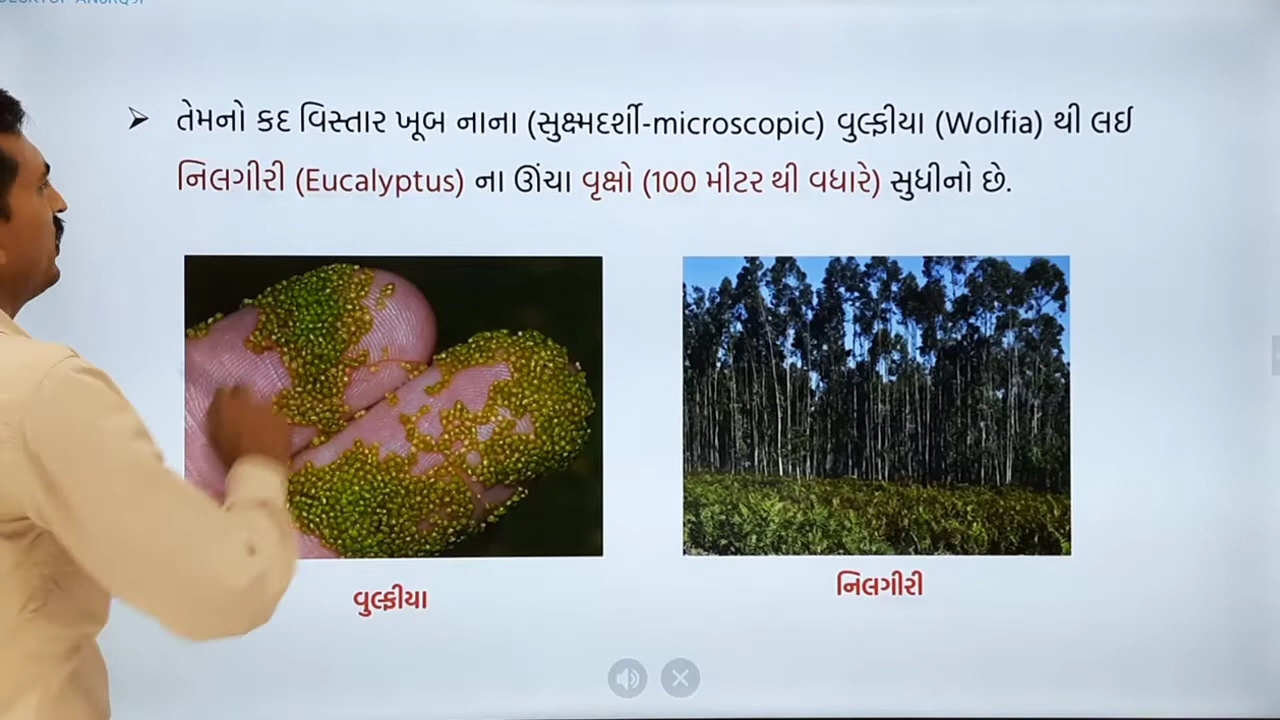 તેમનો કદ વિસ્તાર ખૂબ નાના (સુક્ષ્મદર્શી-microscopic) વુલ્ફીયા (Wolfia) થી લઈ
નિલગીરી (Eucalyptus) ના ઊંચા વૃક્ષો (100 મીટર થી વધારે) સુધીનો છે.
વુલ્ફીયા
નિલગીરી